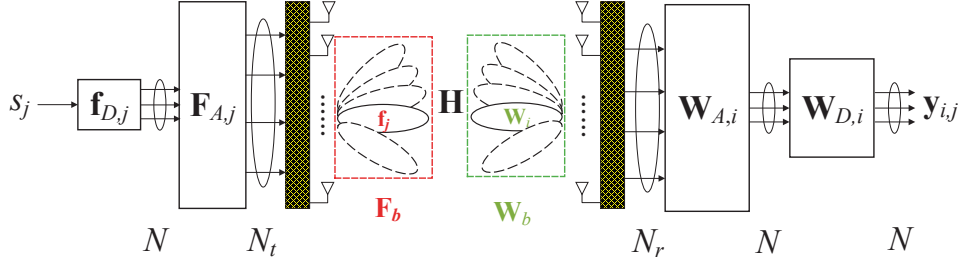 s_j f_{D,j} F_{A,j} f_j H W_i W_{A,i} W_{D,i} y_{i,j}
F_b W_b
N N_t N_r N N